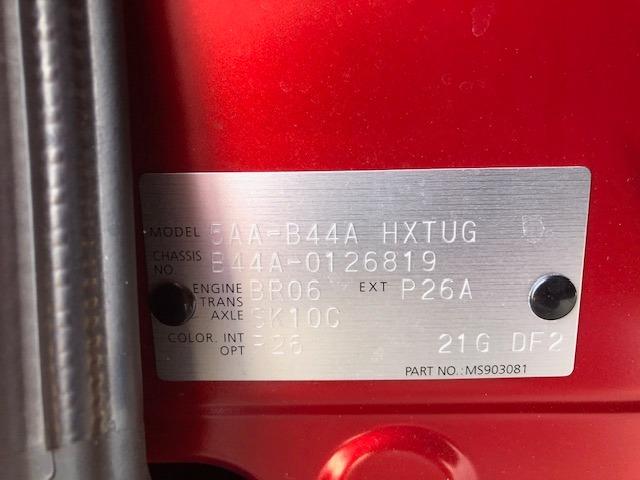 MODEL 5AA-B44A HXTUG
CHASSIS NO. B44A-0126819
ENGINE BR06 EXT P26A
TRANS AXLE SK10C
COLOR. INT OPT P26 21G DF2
PART NO.:MS903081